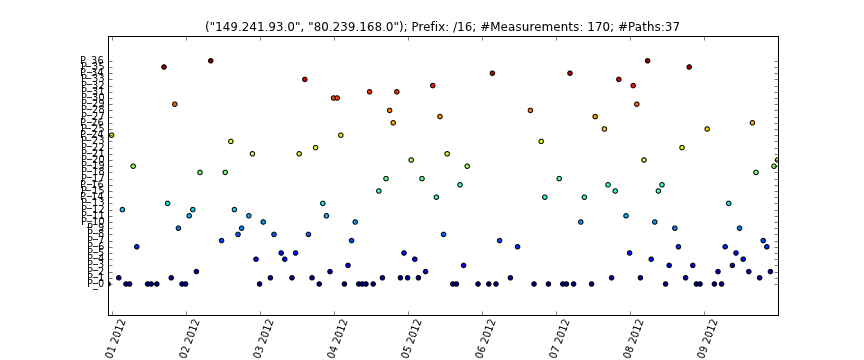 ("149.241.93.0", "80.239.168.0"); Prefix: /16; #Measurements: 170; #Paths:37
P_36
P_35
P_34
P_33
P_32
P_31
P_30
P_29
P_28
P_27
P_26
P_25
P_24
P_23
P_22
P_21
P_20
P_19
P_18
P_17
P_16
P_15
P_14
P_13
P_12
P_11
P_10
P_9
P_8
P_7
P_6
P_5
P_4
P_3
P_2
P_1
P_0
01 2012
02 2012
03 2012
04 2012
05 2012
06 2012
07 2012
08 2012
09 2012